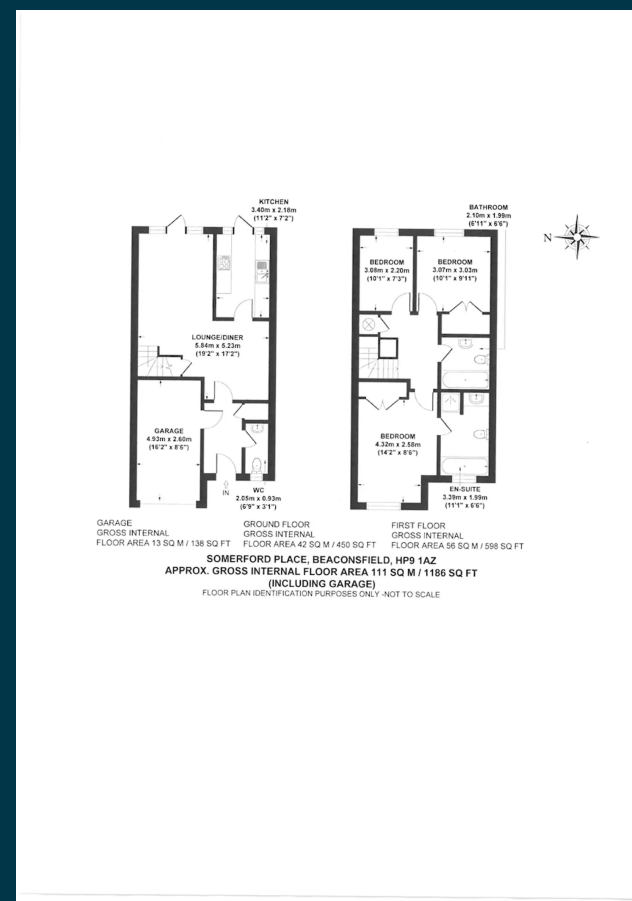 KITCHEN
3.40m x 2.18m
(11'2" x 7'2")
LOUNGE/DINER
5.84m x 5.23m
(19'2" x 17'2")
GARAGE
4.93m x 2.60m
(16'2" x 8'6")
IN
WC
2.05m x 0.93m
(6'9" x 3'1")
BATHROOM
2.10m x 1.99m
(6'11" x 6'6")
N
BEDROOM
3.08m x 2.20m
(10'1" x 7'3")
BEDROOM
3.07m x 3.03m
(10'1" x 9'11")
BEDROOM
4.32m x 2.58m
(14'2" x 8'6")
EN-SUITE
3.39m x 1.99m
(11'1" x 6'6")
GARAGE
GROSS INTERNAL
FLOOR AREA 13 SQ M / 138 SQ FT
GROUND FLOOR
GROSS INTERNAL
FLOOR AREA 42 SQ M / 450 SQ FT
FIRST FLOOR
GROSS INTERNAL
FLOOR AREA 56 SQ M / 598 SQ FT
SOMERFORD PLACE, BEACONSFIELD, HP9 1AZ
APPROX. GROSS INTERNAL FLOOR AREA 111 SQ M / 1186 SQ FT
(INCLUDING GARAGE)
FLOOR PLAN IDENTIFICATION PURPOSES ONLY -NOT TO SCALE